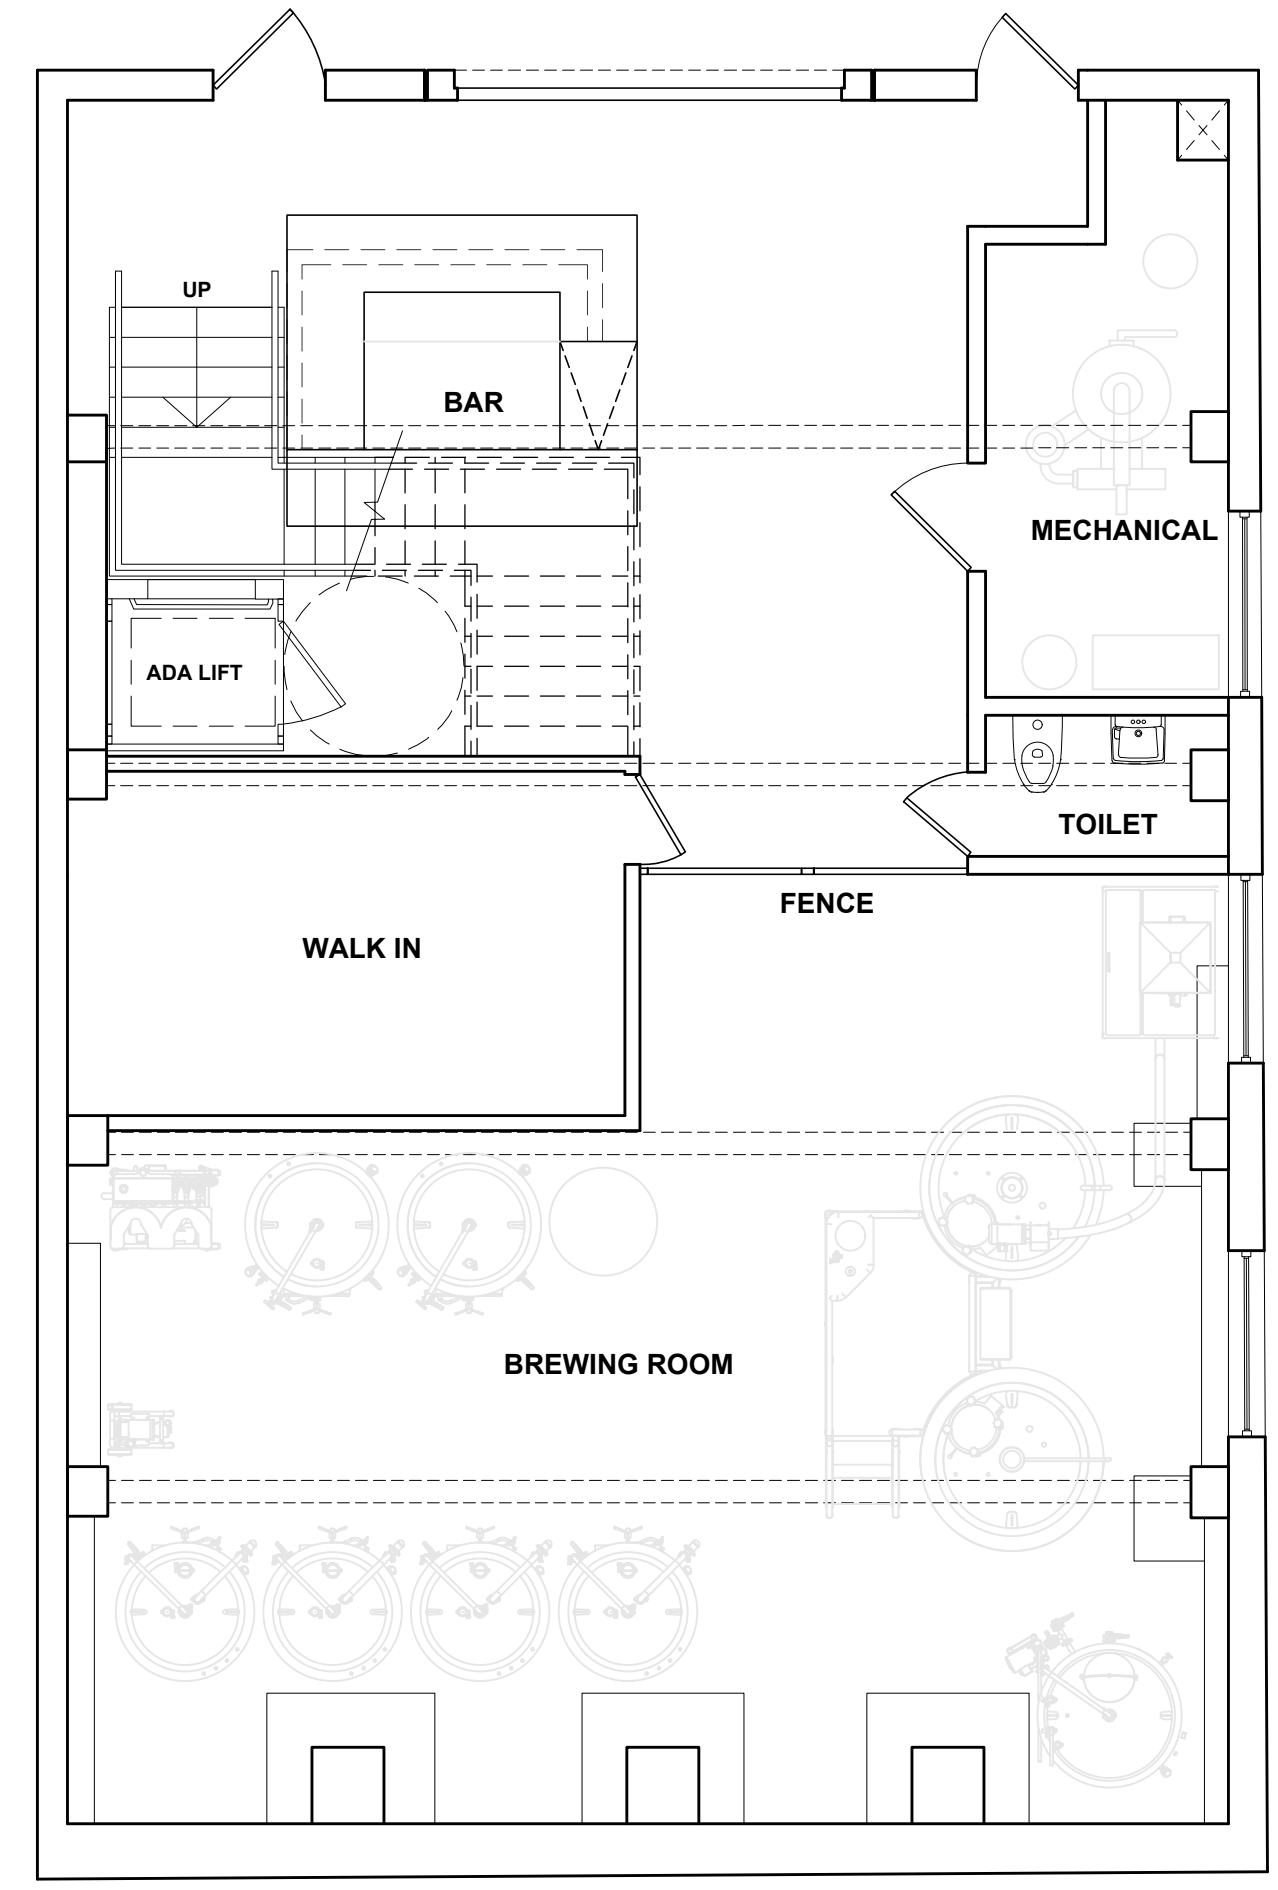 UP
BAR
MECHANICAL
ADA LIFT
TOILET
FENCE
WALK IN
BREWING ROOM